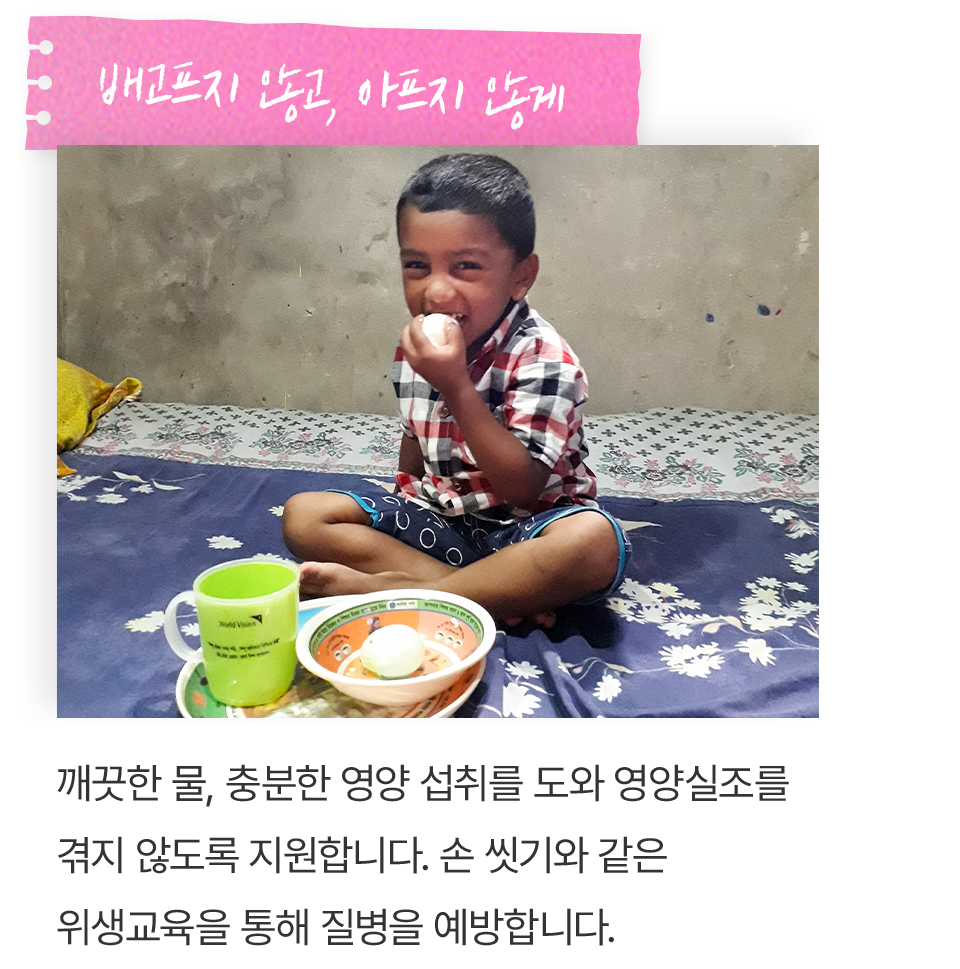 배고프지 않고, 아프지 않게
World Vision
깨끗한 물, 충분한 영양 섭취를 도와 영양실조를
겪지 않도록 지원합니다. 손 씻기와 같은
위생교육을 통해 질병을 예방합니다.